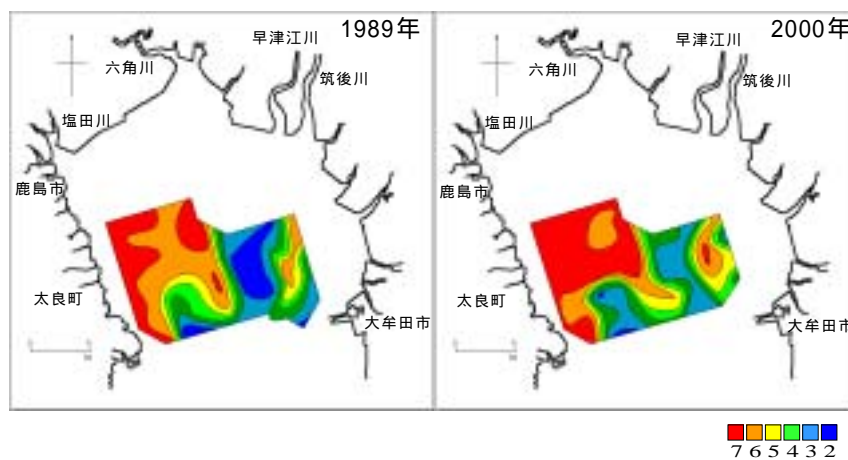 1989年
早津江川
六角川
筑後川
塩田川
鹿島市
太良町
大牟田市
2000年
早津江川
六角川
筑後川
塩田川
鹿島市
太良町
大牟田市
7 6 5 4 3 2